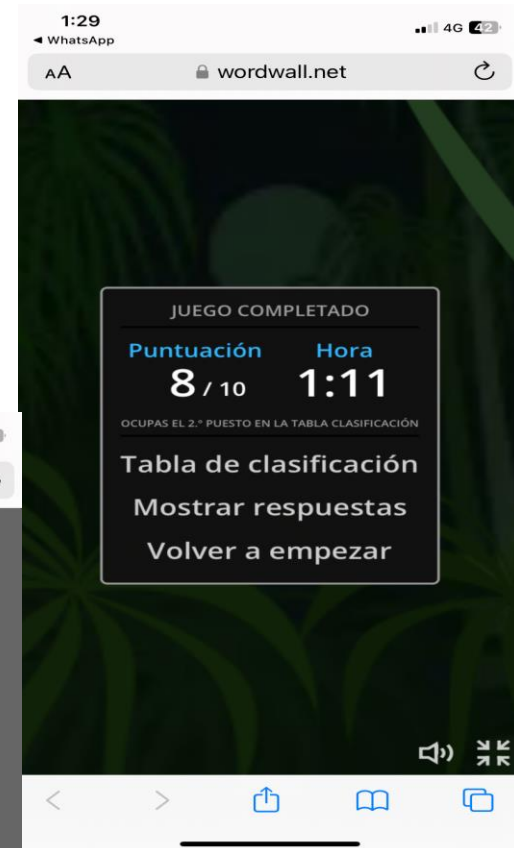 1:29
4G 42
◄ WhatsApp
AA wordwall.net
JUEGO COMPLETADO
Puntuación Hora
8 / 10 1:11
OCUPAS EL 2.º PUESTO EN LA TABLA CLASIFICACIÓN
Tabla de clasificación
Mostrar respuestas
Volver a empezar